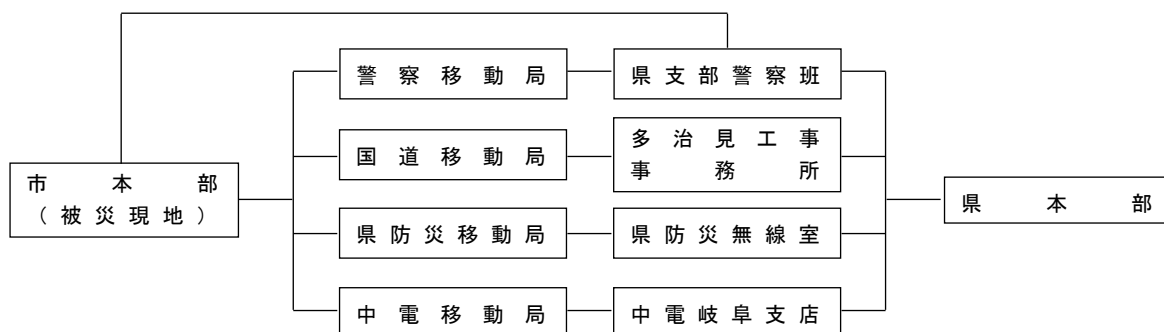 警察移動局
県支部警察班
国道移動局
多治見工事
事務所
市本部
（被災現地）
県本部
県防災移動局
県防災無線室
中電移動局
中電岐阜支店